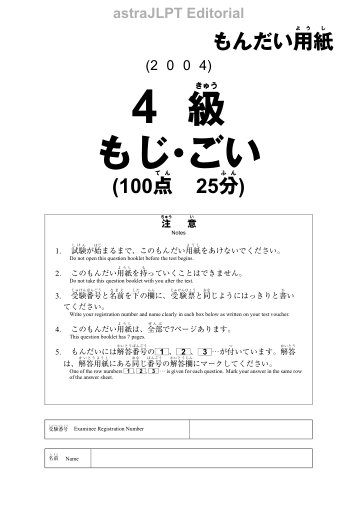 astraJLPT Editorial
もんだい用紙
(2004)
4 級
もじ・ごい
(100点 25分)
注 意
Notes
1. 試験が始まるまで、このもんだい用紙をあけないでください。
Do not open this question booklet before the test begins.
2. このもんだい用紙を持っていくことはできません。
Do not take this question booklet with you after the test.
3. 受験番号と名前を下の欄に、受験票と同じようにはっきりと書い
てください。
Write your registration number and name clearly in each box below as written on your test voucher.
4. このもんだい用紙は、全部で?ページあります。
This question booklet has 7 pages.
5. もんだいには解答番号の 1 、 2 、 3 …が付いています。解答
は、解答用紙にある同じ番号の解答欄にマークしてください。
One of the row numbers 1 , 2 , 3 … is given for each question. Mark your answer in the same row
of the answer sheet.
受験番号 Examinee Registration Number
名前 Name